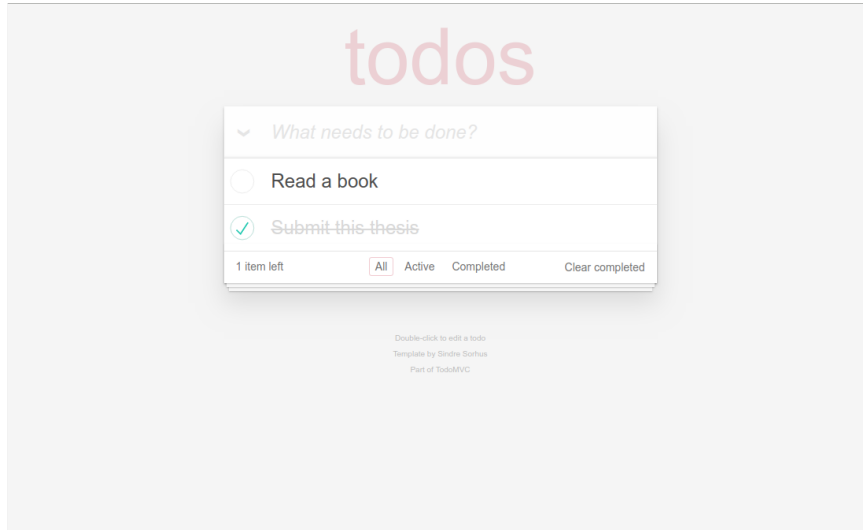 todos
What needs to be done?
Read a book
Submit this thesis
1 item left All Active Completed Clear completed
Double-click to edit a todo
Template by Sindre Sorhus
Part of TodoMVC